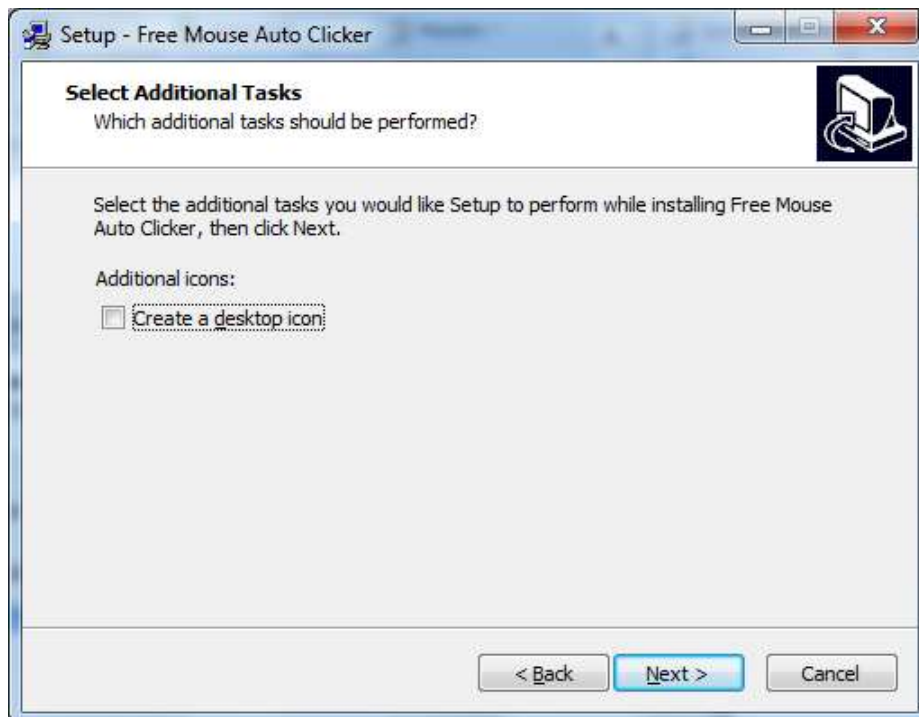 Setup - Free Mouse Auto Clicker
Select Additional Tasks
Which additional tasks should be performed?
Select the additional tasks you would like Setup to perform while installing Free Mouse
Auto Clicker, then click Next.
Additional icons:
Create a desktop icon
< Back
Next >
Cancel